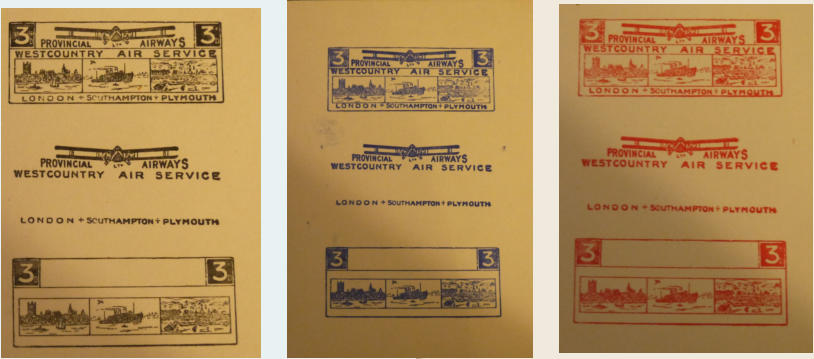 3 3
PROVINCIAL LTD AIRWAYS
WESTCOUNTRY AIR SERVICE
LONDON + SOUTHAMPTON + PLYMOUTH
PROVINCIAL LTD AIRWAYS
WESTCOUNTRY AIR SERVICE
LONDON + SOUTHAMPTON + PLYMOUTH
3 3
3 3
PROVINCIAL LTD AIRWAYS
WESTCOUNTRY AIR SERVICE
LONDON + SOUTHAMPTON + PLYMOUTH
PROVINCIAL LTD AIRWAYS
WESTCOUNTRY AIR SERVICE
LONDON + SOUTHAMPTON + PLYMOUTH
3 3
3 3
PROVINCIAL LTD AIRWAYS
WESTCOUNTRY AIR SERVICE
LONDON + SOUTHAMPTON + PLYMOUTH
PROVINCIAL LTD AIRWAYS
WESTCOUNTRY AIR SERVICE
LONDON + SOUTHAMPTON + PLYMOUTH
3 3